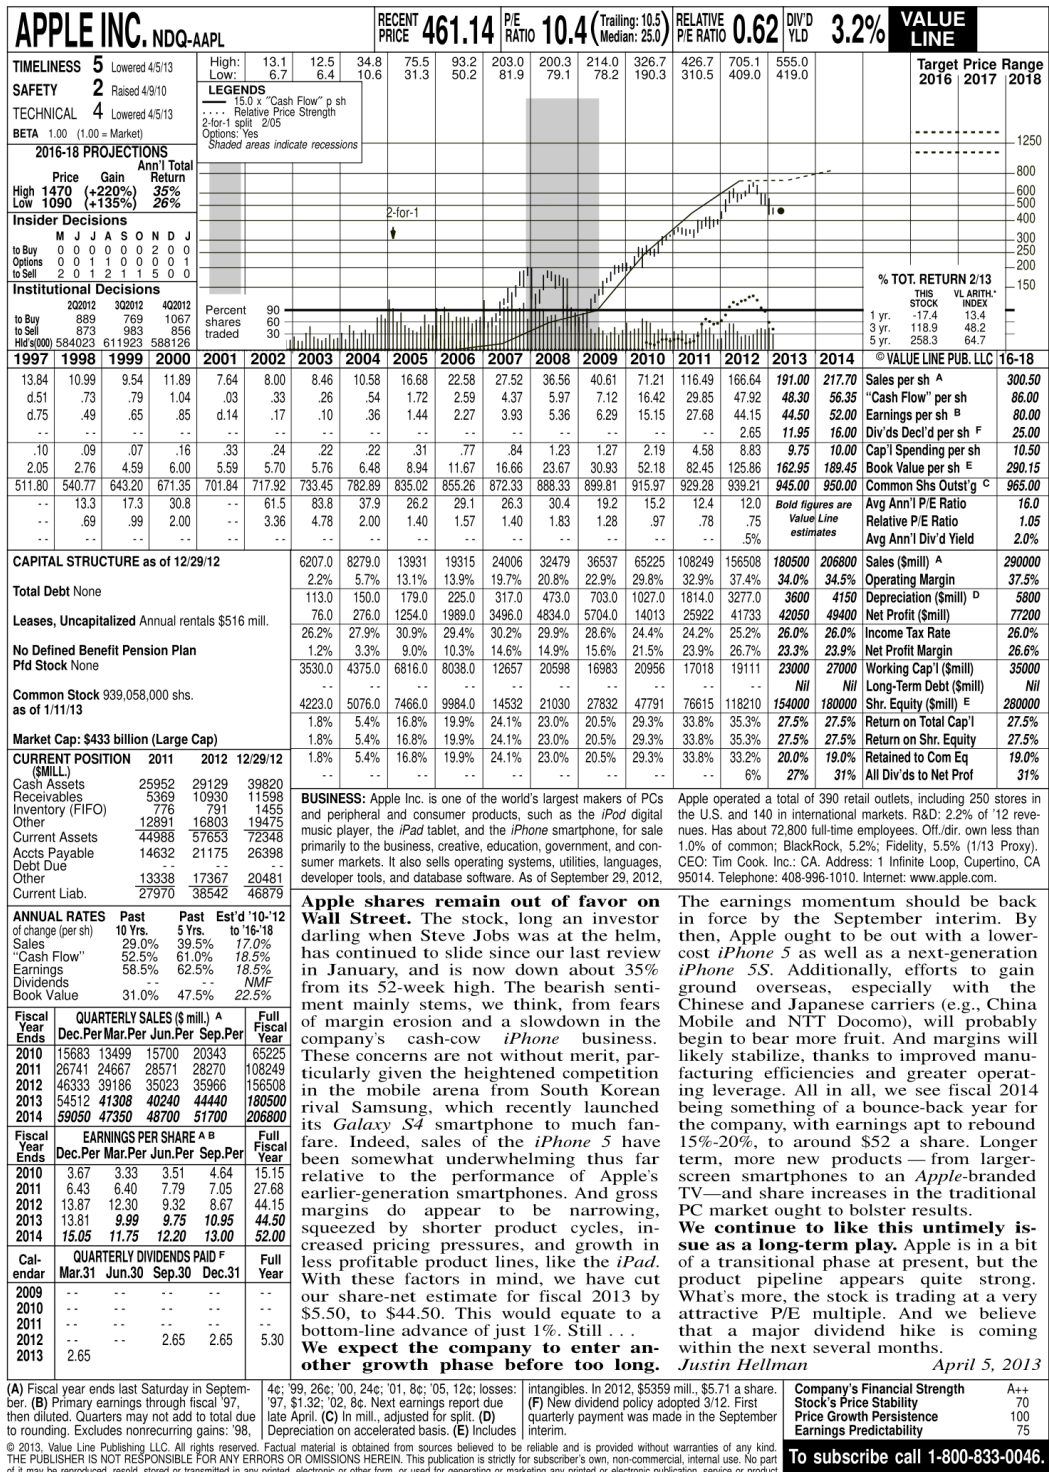 APPLE INC. NDQ-AAPL
RECENT PRICE 461.14 P/E RATIO 10.4 (Trailing: 10.5 Median: 25.0) RELATIVE P/E RATIO 0.62 DIV'D YLD 3.2% VALUE LINE
TIMELINESS 5 Lowered 4/5/13
SAFETY 2 Raised 4/9/10
TECHNICAL 4 Lowered 4/5/13
BETA 1.00 (1.00 = Market)
High: 13.1 12.5 34.8 75.5 93.2 203.0 200.3 214.0 326.7 426.7 705.1 555.0
Low: 6.7 6.4 10.6 31.3 50.2 81.9 79.1 78.2 190.3 310.5 409.0 419.0
LEGENDS
15.0 x "Cash Flow" p sh
. . . . Relative Price Strength
2-for-1 split 2/05
Options: Yes
Shaded areas indicate recessions
Target Price Range
2016 2017 2018
1250
800
600
500
400
300
250
200
150
2-for-1
2016-18 PROJECTIONS
Ann'l Total
Price Gain Return
High 1470 (+220%) 35%
Low 1090 (+135%) 26%
Insider Decisions
M J J A S O N D J
to Buy 0 0 0 0 0 0 2 0 0
Options 0 0 1 1 0 0 0 0 1
to Sell 2 0 1 2 1 1 5 0 0
Institutional Decisions
2Q2012 3Q2012 4Q2012
to Buy 889 769 1067
to Sell 873 983 856
Hld's(000) 584023 611923 588126
Percent 90
shares 60
traded 30
% TOT. RETURN 2/13
THIS STOCK VL ARITH.* INDEX
1 yr. -17.4 13.4
3 yr. 118.9 48.2
5 yr. 258.3 64.7
1997 1998 1999 2000 2001 2002 2003 2004 2005 2006 2007 2008 2009 2010 2011 2012 2013 2014 © VALUE LINE PUB. LLC 16-18
13.84 10.99 9.54 11.89 7.64 8.00 8.46 10.58 16.68 22.58 27.52 36.56 40.61 71.21 116.49 166.64 191.00 217.70 Sales per sh A 300.50
d.51 .73 .79 1.04 .03 .33 .26 .54 1.72 2.59 4.37 5.97 7.12 16.42 29.85 47.92 48.30 56.35 "Cash Flow" per sh 86.00
d.75 .49 .65 .85 d.14 .17 .10 .36 1.44 2.27 3.93 5.36 6.29 15.15 27.68 44.15 44.50 52.00 Earnings per sh B 80.00
-- -- -- -- -- -- -- -- -- -- -- -- -- -- -- 2.65 11.95 16.00 Div'ds Decl'd per sh F 25.00
.10 .09 .07 .16 .33 .24 .22 .22 .31 .77 .84 1.23 1.27 2.19 4.58 8.83 9.75 10.00 Cap'l Spending per sh 10.50
2.05 2.76 4.59 6.00 5.59 5.70 5.76 6.48 8.94 11.67 16.66 23.67 30.93 52.18 82.45 125.86 162.95 189.45 Book Value per sh E 290.15
511.80 540.77 643.20 671.35 701.84 717.92 733.45 782.89 835.02 855.26 872.33 888.33 899.81 915.97 929.28 939.21 945.00 950.00 Common Shs Outst'g C 965.00
-- 13.3 17.3 30.8 -- 61.5 83.8 37.9 26.2 29.1 26.3 30.4 19.2 15.2 12.4 12.0 Bold figures are Avg Ann'l P/E Ratio 16.0
-- .69 .99 2.00 -- 3.36 4.78 2.00 1.40 1.57 1.40 1.83 1.28 .97 .78 .75 Value Line Relative P/E Ratio 1.05
-- -- -- -- -- -- -- -- -- -- -- -- -- -- -- .5% estimates Avg Ann'l Div'd Yield 2.0%
CAPITAL STRUCTURE as of 12/29/12
Total Debt None
Leases, Uncapitalized Annual rentals $516 mill.
No Defined Benefit Pension Plan
Pfd Stock None
Common Stock 939,058,000 shs.
as of 1/11/13
Market Cap: $433 billion (Large Cap)
6207.0 8279.0 13931 19315 24006 32479 36537 65225 108249 156508 180500 206800 Sales ($mill) A 290000
2.2% 5.7% 13.1% 13.9% 19.7% 20.8% 22.9% 29.8% 32.9% 37.4% 34.0% 34.5% Operating Margin 37.5%
113.0 150.0 179.0 225.0 317.0 473.0 703.0 1027.0 1814.0 3277.0 3600 4150 Depreciation ($mill) D 5800
76.0 276.0 1254.0 1989.0 3496.0 4834.0 5704.0 14013 25922 41733 42050 49400 Net Profit ($mill) 77200
26.2% 27.9% 30.9% 29.4% 30.2% 29.9% 28.6% 24.4% 24.2% 25.2% 26.0% 26.0% Income Tax Rate 26.0%
1.2% 3.3% 9.0% 10.3% 14.6% 14.9% 15.6% 21.5% 23.9% 26.7% 23.3% 23.9% Net Profit Margin 26.6%
3530.0 4375.0 6816.0 8038.0 12657 20598 16983 20956 17018 19111 23000 27000 Working Cap'l ($mill) 35000
-- -- -- -- -- -- -- -- -- -- Nil Nil Long-Term Debt ($mill) Nil
4223.0 5076.0 7466.0 9984.0 14532 21030 27832 47791 76615 118210 154000 180000 Shr. Equity ($mill) E 280000
1.8% 5.4% 16.8% 19.9% 24.1% 23.0% 20.5% 29.3% 33.8% 35.3% 27.5% 27.5% Return on Total Cap'l 27.5%
1.8% 5.4% 16.8% 19.9% 24.1% 23.0% 20.5% 29.3% 33.8% 35.3% 27.5% 27.5% Return on Shr. Equity 27.5%
1.8% 5.4% 16.8% 19.9% 24.1% 23.0% 20.5% 29.3% 33.8% 33.2% 20.0% 19.0% Retained to Com Eq 19.0%
-- -- -- -- -- -- -- -- -- 6% 27% 31% All Div'ds to Net Prof 31%
CURRENT POSITION 2011 2012 12/29/12
($MILL.)
Cash Assets 25952 29129 39820
Receivables 5369 10930 11598
Inventory (FIFO) 776 791 1455
Other 12891 16803 19475
Current Assets 44988 57653 72348
Accts Payable 14632 21175 26398
Debt Due -- -- --
Other 13338 17367 20481
Current Liab. 27970 38542 46879
ANNUAL RATES Past Past Est'd '10-'12
of change (per sh) 10 Yrs. 5 Yrs. to '16-'18
Sales 29.0% 39.5% 17.0%
"Cash Flow" 52.5% 61.0% 18.5%
Earnings 58.5% 62.5% 18.5%
Dividends -- -- NMF
Book Value 31.0% 47.5% 22.5%
Fiscal Year Ends QUARTERLY SALES ($ mill.) A Full Fiscal Year
Dec.Per Mar.Per Jun.Per Sep.Per
2010 15683 13499 15700 20343 65225
2011 26741 24667 28571 28270 108249
2012 46333 39186 35023 35966 156508
2013 54512 41308 40240 44440 180500
2014 59050 47350 48700 51700 206800
Fiscal Year Ends EARNINGS PER SHARE A B Full Fiscal Year
Dec.Per Mar.Per Jun.Per Sep.Per
2010 3.67 3.33 3.51 4.64 15.15
2011 6.43 6.40 7.79 7.05 27.68
2012 13.87 12.30 9.32 8.67 44.15
2013 13.81 9.99 9.75 10.95 44.50
2014 15.05 11.75 12.20 13.00 52.00
Calendar QUARTERLY DIVIDENDS PAID F Full Year
Mar.31 Jun.30 Sep.30 Dec.31
2009 -- -- -- --
2010 -- -- -- --
2011 -- -- -- --
2012 -- -- 2.65 2.65 5.30
2013 2.65
BUSINESS: Apple Inc. is one of the world's largest makers of PCs
and peripheral and consumer products, such as the iPod digital
music player, the iPad tablet, and the iPhone smartphone, for sale
primarily to the business, creative, education, government, and con-
sumer markets. It also sells operating systems, utilities, languages,
developer tools, and database software. As of September 29, 2012,
Apple operated a total of 390 retail outlets, including 250 stores in
the U.S. and 140 in international markets. R&D: 2.2% of '12 reve-
nues. Has about 72,800 full-time employees. Off./dir. own less than
1.0% of common; BlackRock, 5.2%; Fidelity, 5.5% (1/13 Proxy).
CEO: Tim Cook. Inc.: CA. Address: 1 Infinite Loop, Cupertino, CA
95014. Telephone: 408-996-1010. Internet: www.apple.com.
Apple shares remain out of favor on
Wall Street. The stock, long an investor
darling when Steve Jobs was at the helm,
has continued to slide since our last review
in January, and is now down about 35%
from its 52-week high. The bearish senti-
ment mainly stems, we think, from fears
of margin erosion and a slowdown in the
company's cash-cow iPhone business.
These concerns are not without merit, par-
ticularly given the heightened competition
in the mobile arena from South Korean
rival Samsung, which recently launched
its Galaxy S4 smartphone to much fan-
fare. Indeed, sales of the iPhone 5 have
been somewhat underwhelming thus far
relative to the performance of Apple's
earlier-generation smartphones. And gross
margins do appear to be narrowing,
squeezed by shorter product cycles, in-
creased pricing pressures, and growth in
less profitable product lines, like the iPad.
With these factors in mind, we have cut
our share-net estimate for fiscal 2013 by
$5.50, to $44.50. This would equate to a
bottom-line advance of just 1%. Still . . .
We expect the company to enter an-
other growth phase before too long.
The earnings momentum should be back
in force by the September interim. By
then, Apple ought to be out with a lower-
cost iPhone 5 as well as a next-generation
iPhone 5S. Additionally, efforts to gain
ground overseas, especially with the
Chinese and Japanese carriers (e.g., China
Mobile and NTT Docomo), will probably
begin to bear more fruit. And margins will
likely stabilize, thanks to improved manu-
facturing efficiencies and greater operat-
ing leverage. All in all, we see fiscal 2014
being something of a bounce-back year for
the company, with earnings apt to rebound
15%-20%, to around $52 a share. Longer
term, more new products — from larger-
screen smartphones to an Apple-branded
TV—and share increases in the traditional
PC market ought to bolster results.
We continue to like this untimely is-
sue as a long-term play. Apple is in a bit
of a transitional phase at present, but the
product pipeline appears quite strong.
What's more, the stock is trading at a very
attractive P/E multiple. And we believe
that a major dividend hike is coming
within the next several months.
Justin Hellman April 5, 2013
(A) Fiscal year ends last Saturday in Septem-
ber. (B) Primary earnings through fiscal '97,
then diluted. Quarters may not add to total due
to rounding. Excludes nonrecurring gains: '98,
4¢; '99, 26¢; '00, 24¢; '01, 8¢; '05, 12¢; losses:
'97, $1.32; '02, 8¢. Next earnings report due
late April. (C) In mill., adjusted for split. (D)
Depreciation on accelerated basis. (E) Includes
intangibles. In 2012, $5359 mill., $5.71 a share.
(F) New dividend policy adopted 3/12. First
quarterly payment was made in the September
interim.
Company's Financial Strength A++
Stock's Price Stability 70
Price Growth Persistence 100
Earnings Predictability 75
© 2013, Value Line Publishing LLC. All rights reserved. Factual material is obtained from sources believed to be reliable and is provided without warranties of any kind.
THE PUBLISHER IS NOT RESPONSIBLE FOR ANY ERRORS OR OMISSIONS HEREIN. This publication is strictly for subscriber's own, non-commercial, internal use. No part
of it may be reproduced, resold, stored or transmitted in any printed, electronic or other form, or used for generating or marketing any printed or electronic publication, service or product
To subscribe call 1-800-833-0046.